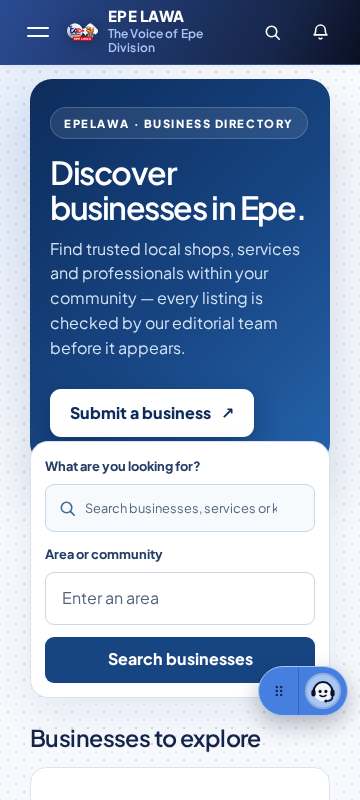 EPE LAWA
The Voice of Epe
Division
EPELAWA · BUSINESS DIRECTORY
Discover
businesses in Epe.
Find trusted local shops, services
and professionals within your
community — every listing is
checked by our editorial team
before it appears.
Submit a business ↗
What are you looking for?
Search businesses, services or k
Area or community
Enter an area
Search businesses
Businesses to explore